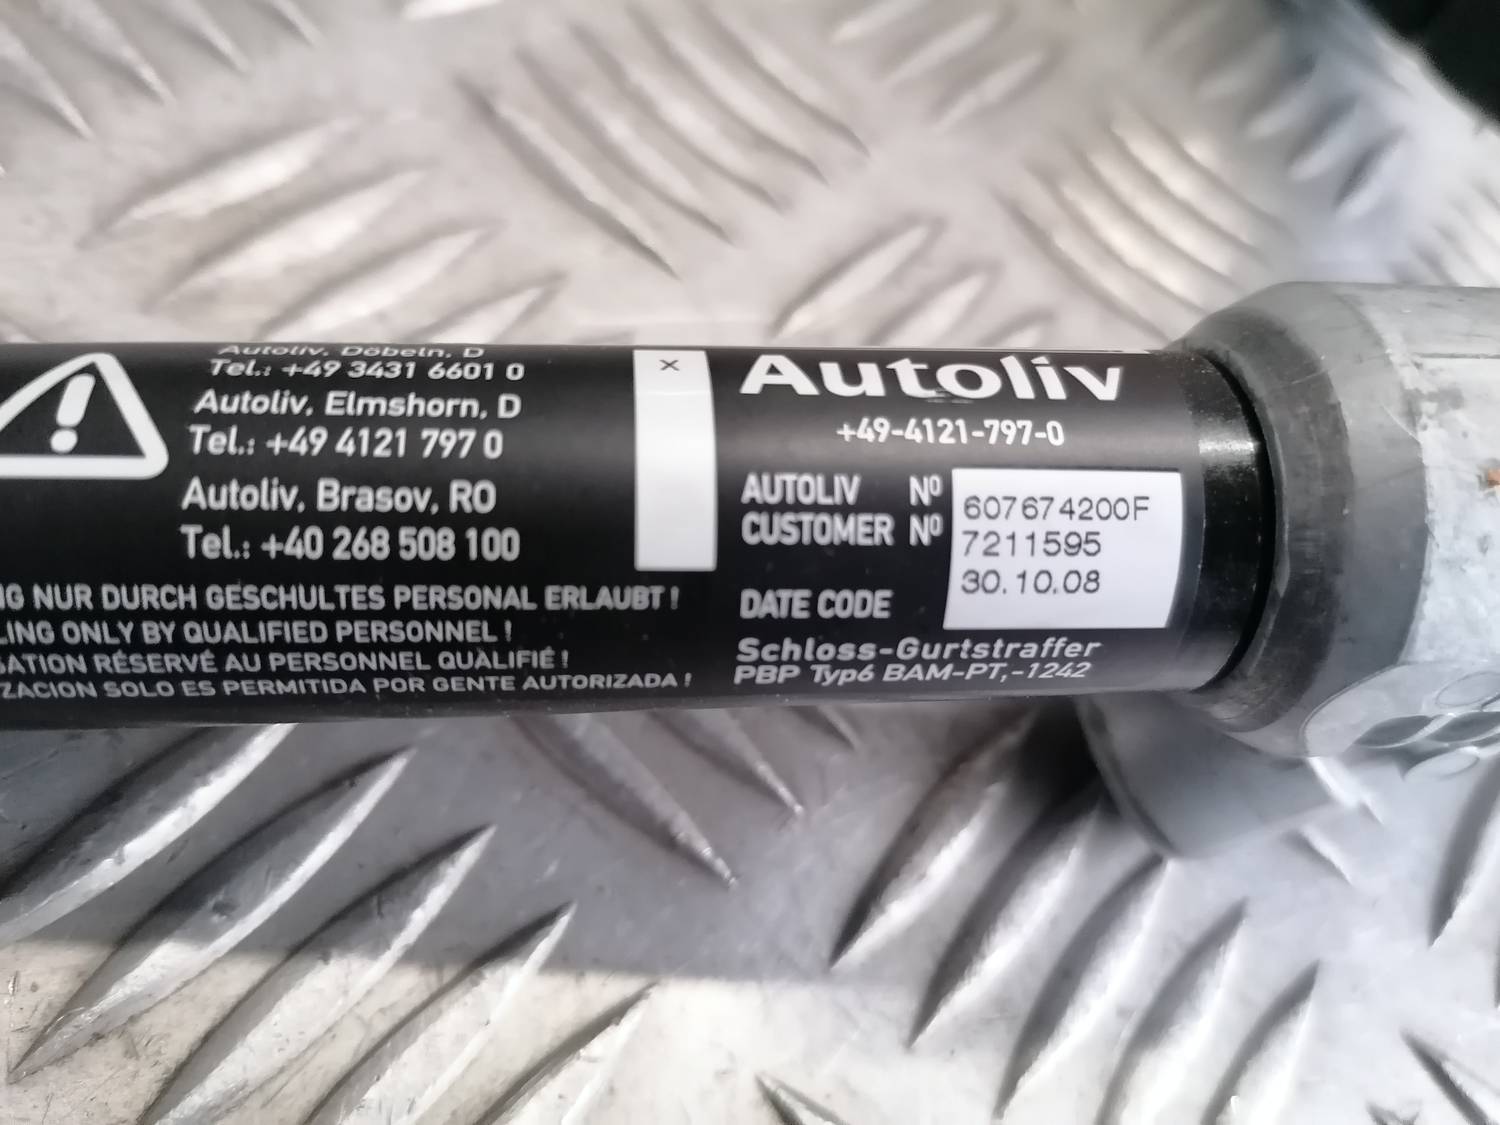 Autoliv, Döbeln, D
Tel.: +49 3431 6601 0
Autoliv, Elmshorn, D
Tel.: +49 4121 797 0
Autoliv, Brasov, RO
Tel.: +40 268 508 100
NG NUR DURCH GESCHULTES PERSONAL ERLAUBT !
LING ONLY BY QUALIFIED PERSONNEL !
SATION RÉSERVÉ AU PERSONNEL QUALIFIÉ !
ZACION SOLO ES PERMITIDA POR GENTE AUTORIZADA !
X
Autoliv
+49-4121-797-0
AUTOLIV Nº 607674200F
CUSTOMER Nº 7211595
DATE CODE 30.10.08
Schloss-Gurtstraffer
PBP Typ6 BAM-PT,-1242